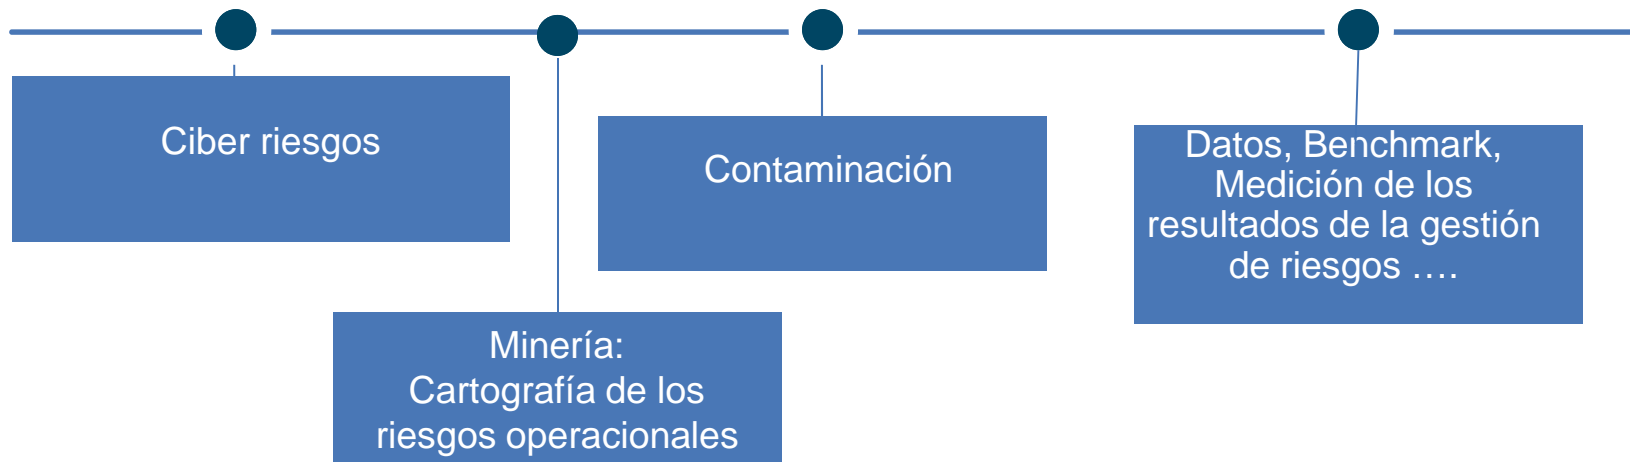 Ciber riesgos
Minería:
Cartografía de los
riesgos operacionales
Contaminación
Datos, Benchmark,
Medición de los
resultados de la gestión
de riesgos ….